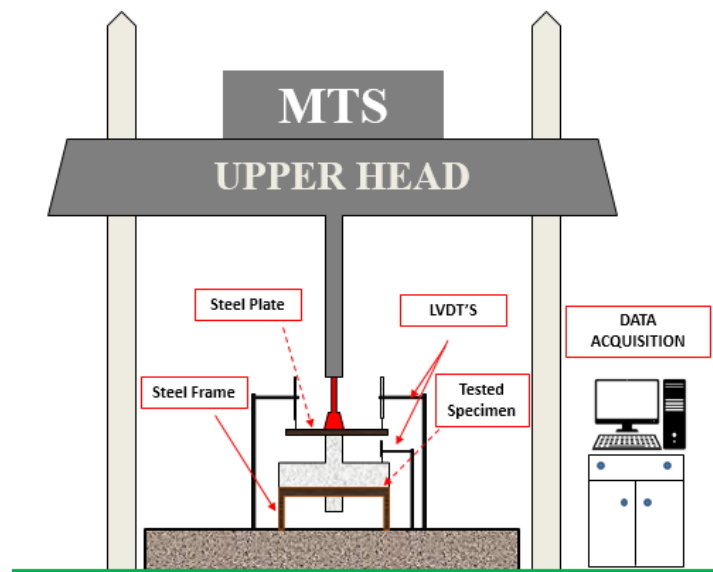 MTS
UPPER HEAD
Steel Plate
LVDT'S
DATA
ACQUISITION
Steel Frame
Tested
Specimen